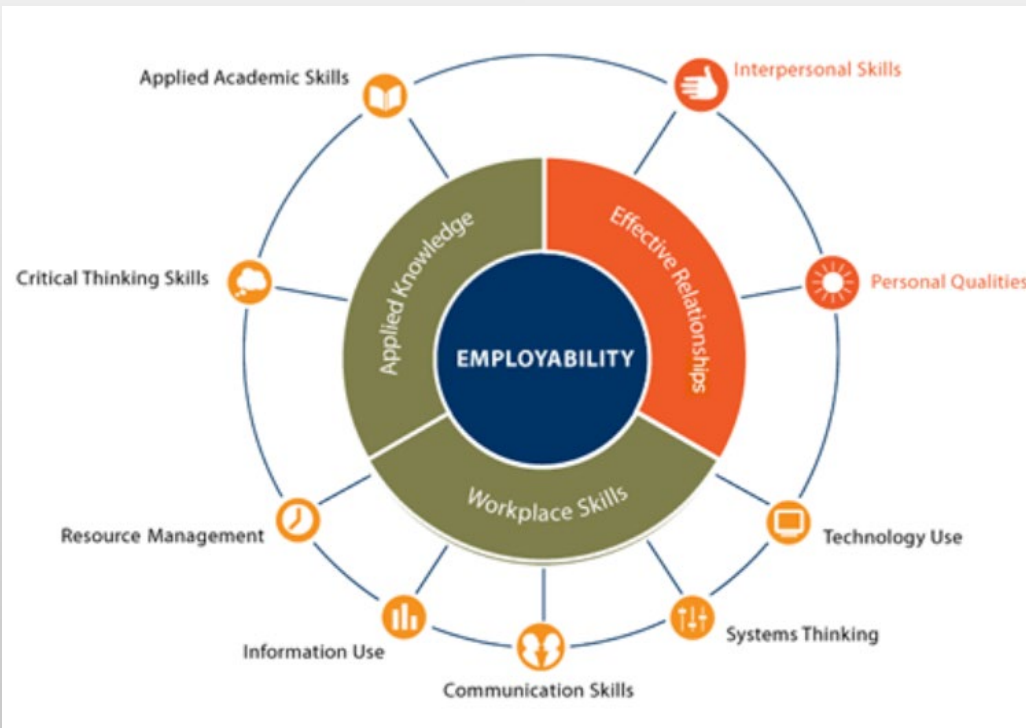 Applied Academic Skills
Interpersonal Skills
Critical Thinking Skills
Applied Knowledge
Effective Relationships
Personal Qualities
EMPLOYABILITY
Workplace Skills
Resource Management
Technology Use
Information Use
Systems Thinking
Communication Skills